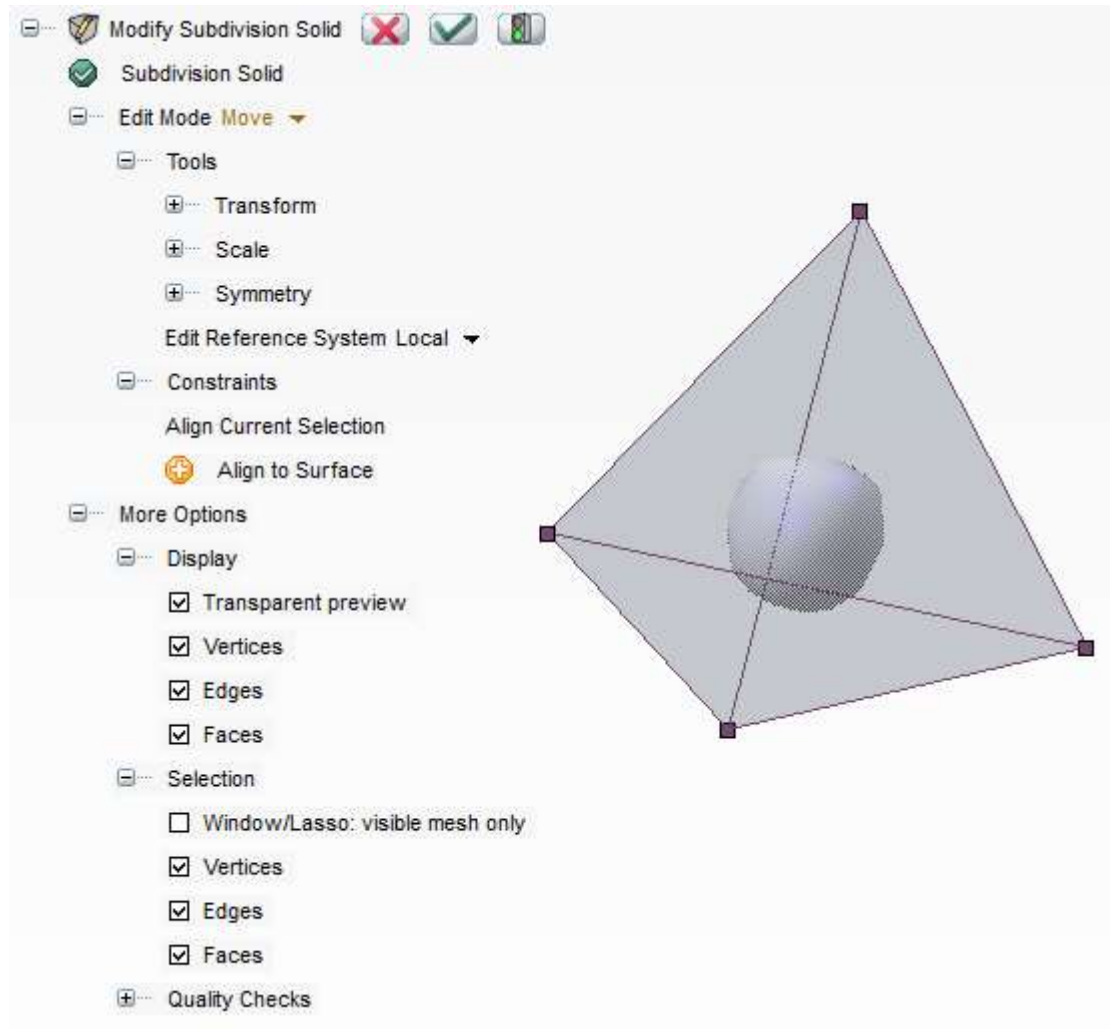 Modify Subdivision Solid
Subdivision Solid
Edit Mode Move
Tools
Transform
Scale
Symmetry
Edit Reference System Local
Constraints
Align Current Selection
Align to Surface
More Options
Display
Transparent preview
Vertices
Edges
Faces
Selection
Window/Lasso: visible mesh only
Vertices
Edges
Faces
Quality Checks